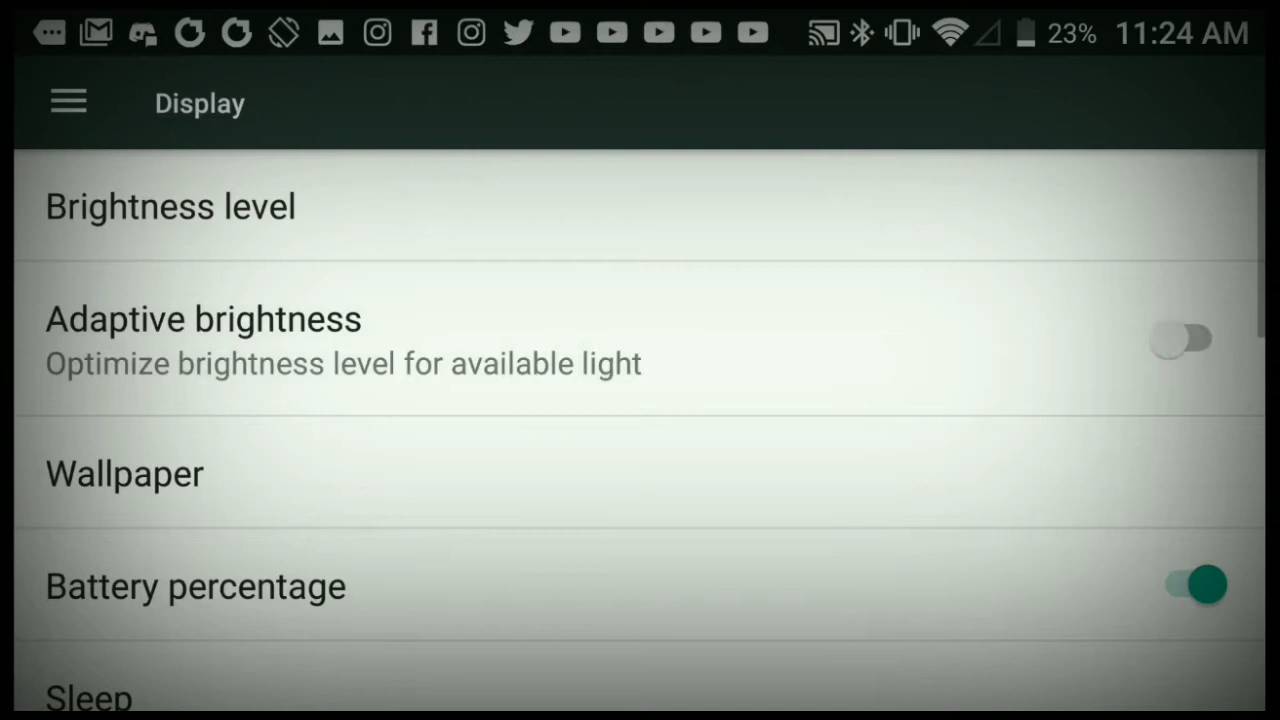 23% 11:24 AM
Display
Brightness level
Adaptive brightness
Optimize brightness level for available light
Wallpaper
Battery percentage
Sleep